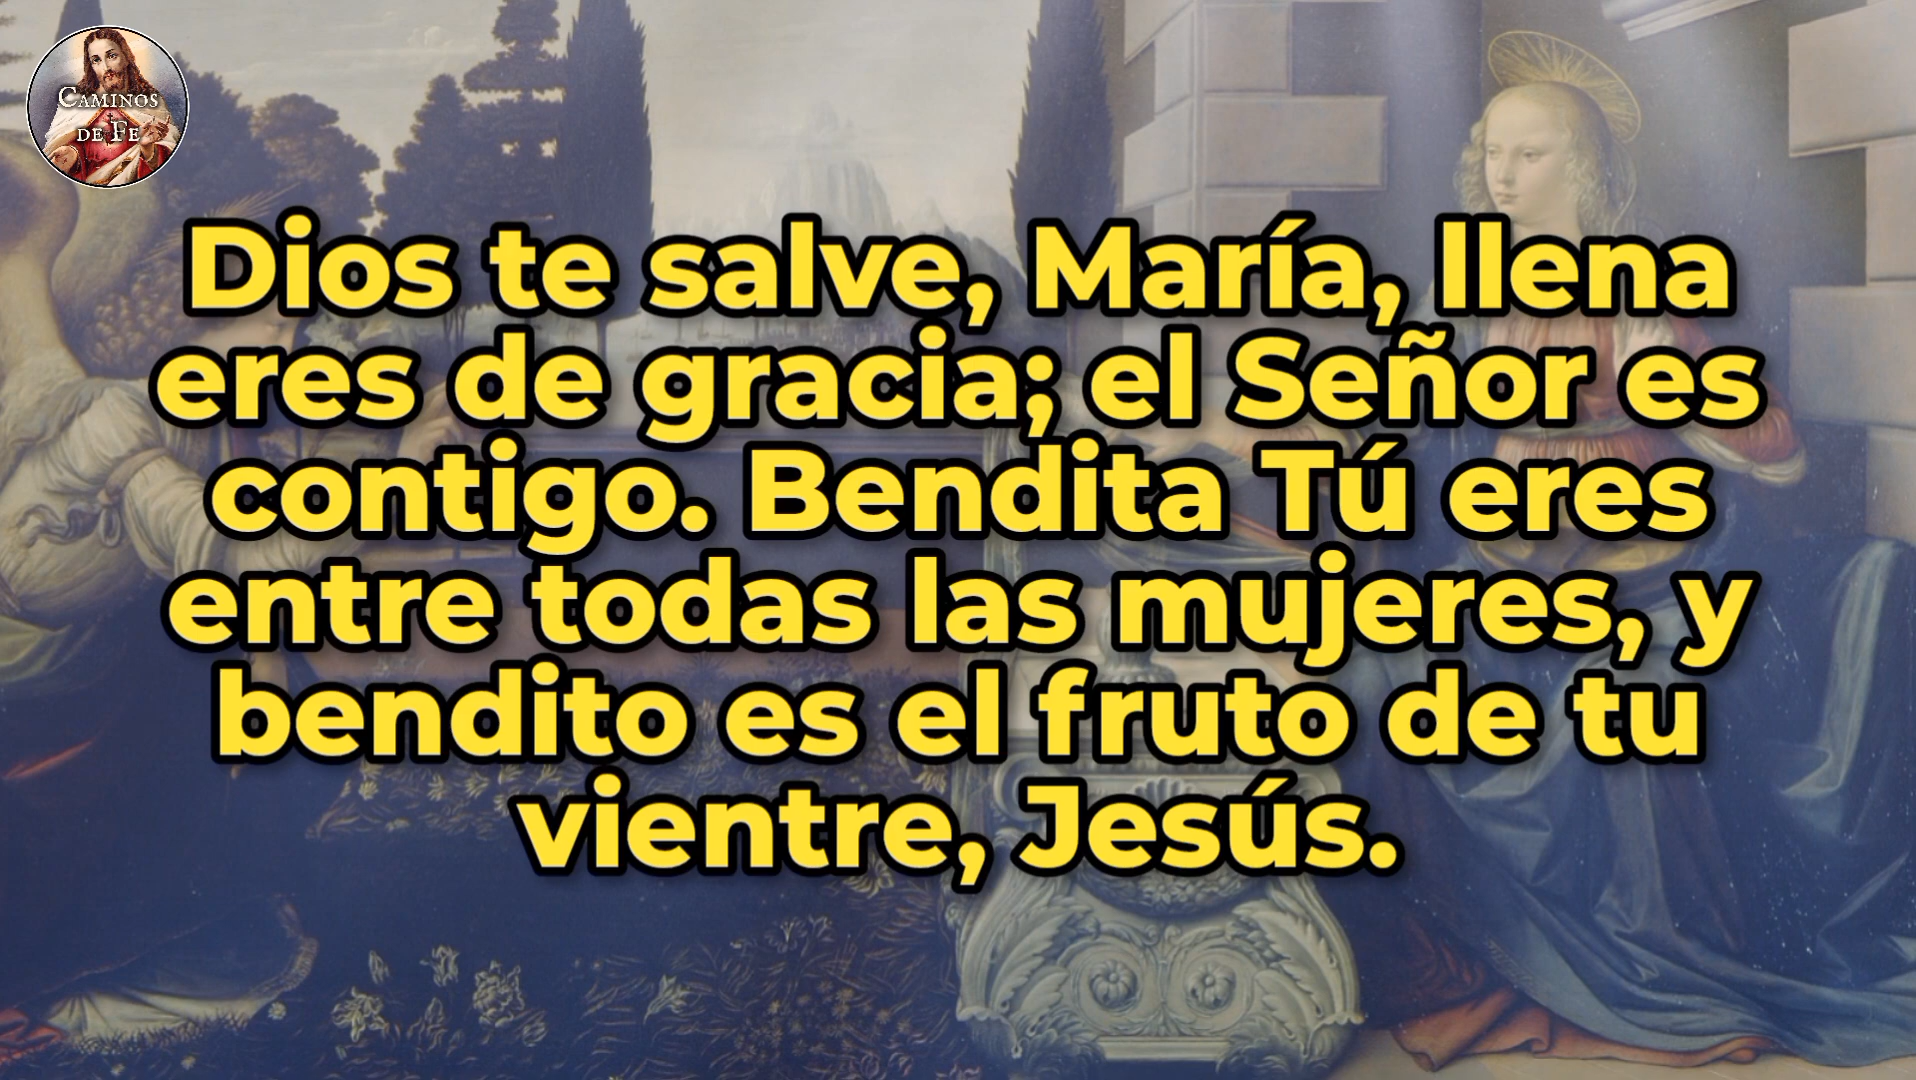 CAMINOS
DE FE
Dios te salve, María, llena
eres de gracia; el Señor es
contigo. Bendita Tú eres
entre todas las mujeres, y
bendito es el fruto de tu
vientre, Jesús.